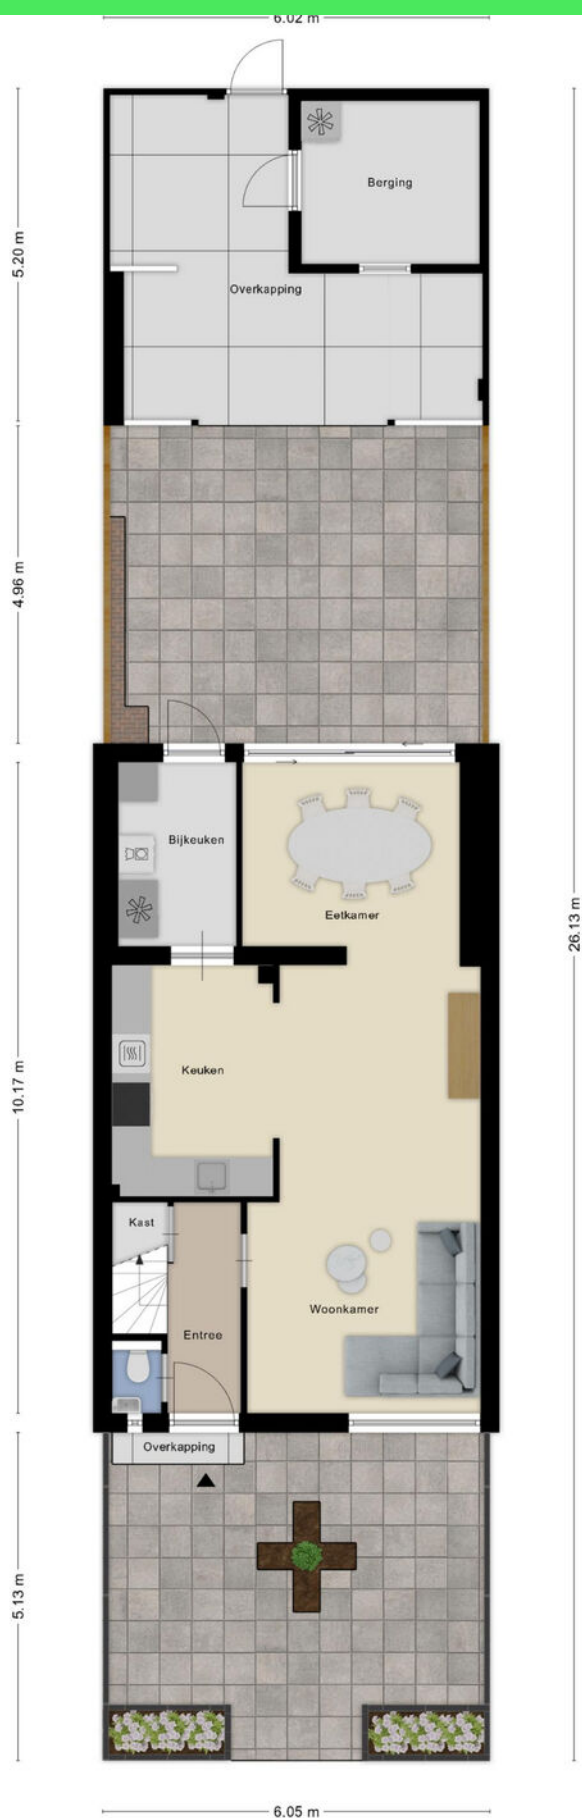 6.02 m
Berging
5.20 m
Overkapping
4.96 m
Bijkeuken
Eetkamer
26.13 m
Keuken
10.17 m
Kast
Woonkamer
Entree
Overkapping
5.13 m
6.05 m